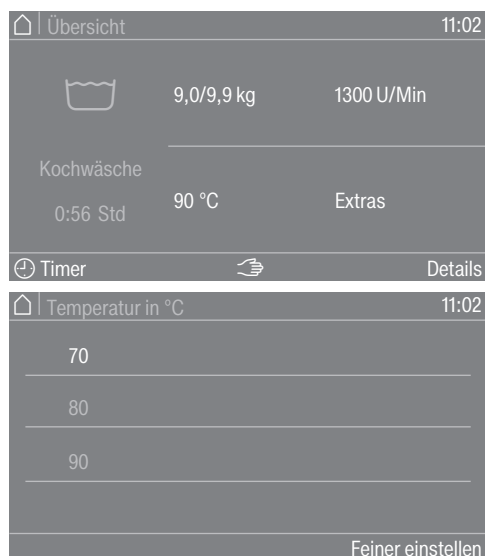 Übersicht 11:02
9,0/9,9 kg 1300 U/Min
Kochwäsche
0:56 Std
90 °C Extras
Timer Details
Temperatur in °C 11:02
70
80
90
Feiner einstellen